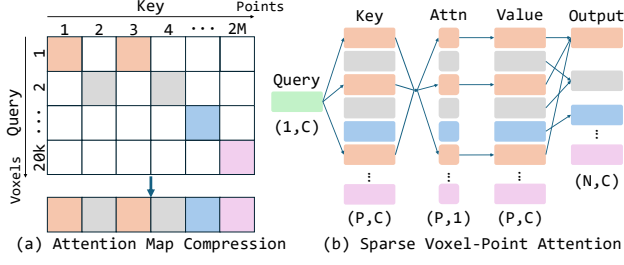 Key Points
1 2 3 4 ··· 2M
Voxels Query
1
2
···
20k
(a) Attention Map Compression
Key Attn Value Output
Query
(1,C)
⋮ ⋮ ⋮ ⋮
(P,C) (P,1) (P,C) (N,C)
(b) Sparse Voxel-Point Attention